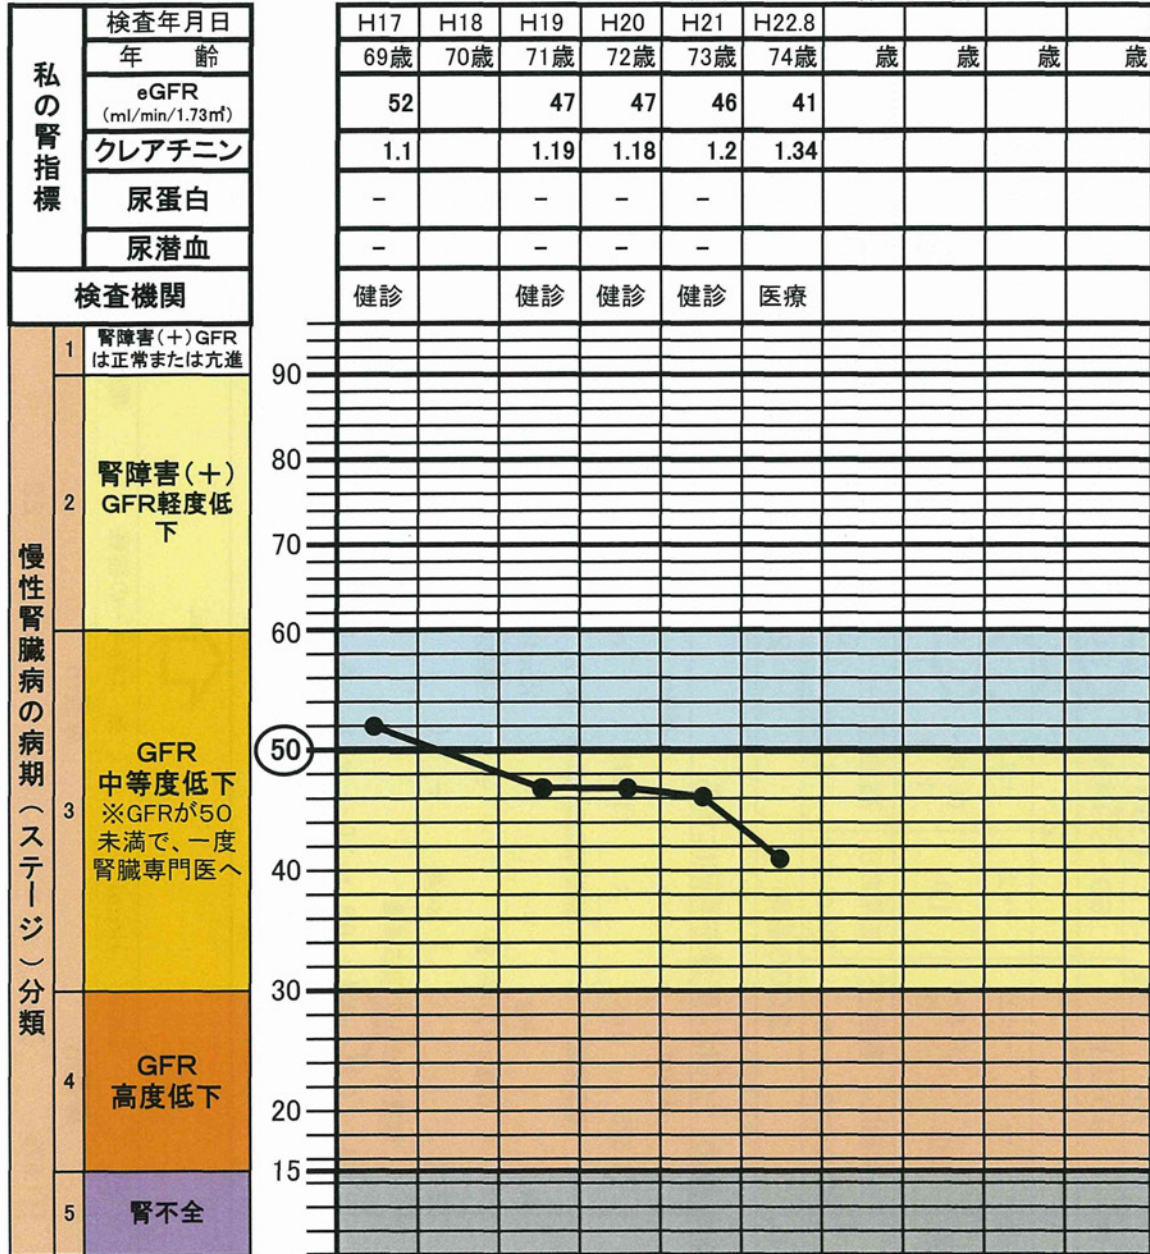 検査年月日 H17 H18 H19 H20 H21 H22.8
年 齢 69歳 70歳 71歳 72歳 73歳 74歳 歳 歳 歳 歳
私の腎指標
eGFR 52 47 47 46 41
(ml/min/1.73㎡)
クレアチニン 1.1 1.19 1.18 1.2 1.34
尿蛋白 － － － －
尿潜血 － － － －
検査機関 健診 健診 健診 健診 医療
慢性腎臓病の病期（ステージ）分類
1
腎障害(＋)GFR
は正常または亢進
90
80
2
腎障害(＋)
GFR軽度低
下
70
60
50
3
GFR
中等度低下
※GFRが50
未満で、一度
腎臓専門医へ
40
30
4
GFR
高度低下
20
15
5
腎不全